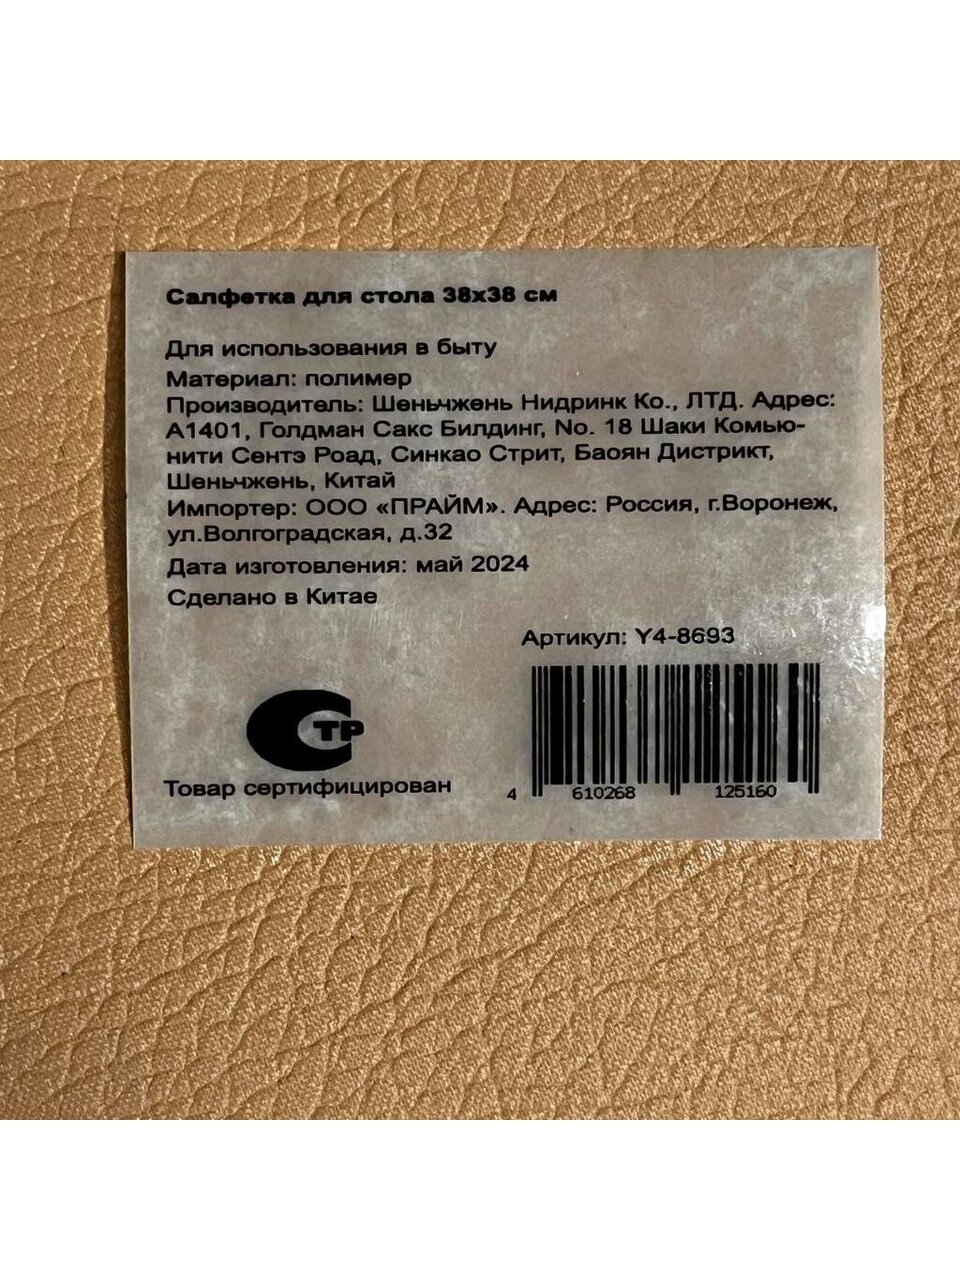 Салфетка для стола 38х38 см
Для использования в быту
Материал: полимер
Производитель: Шеньчжень Нидринк Ко., ЛТД. Адрес:
А1401, Голдман Сакс Билдинг, No. 18 Шаки Комью-
нити Сентэ Роад, Синкао Стрит, Баоян Дистрикт,
Шеньчжень, Китай
Импортер: ООО «ПРАЙМ». Адрес: Россия, г.Воронеж,
ул.Волгоградская, д.32
Дата изготовления: май 2024
Сделано в Китае
Артикул: Y4-8693
СТР
Товар сертифицирован
4 610268 125160